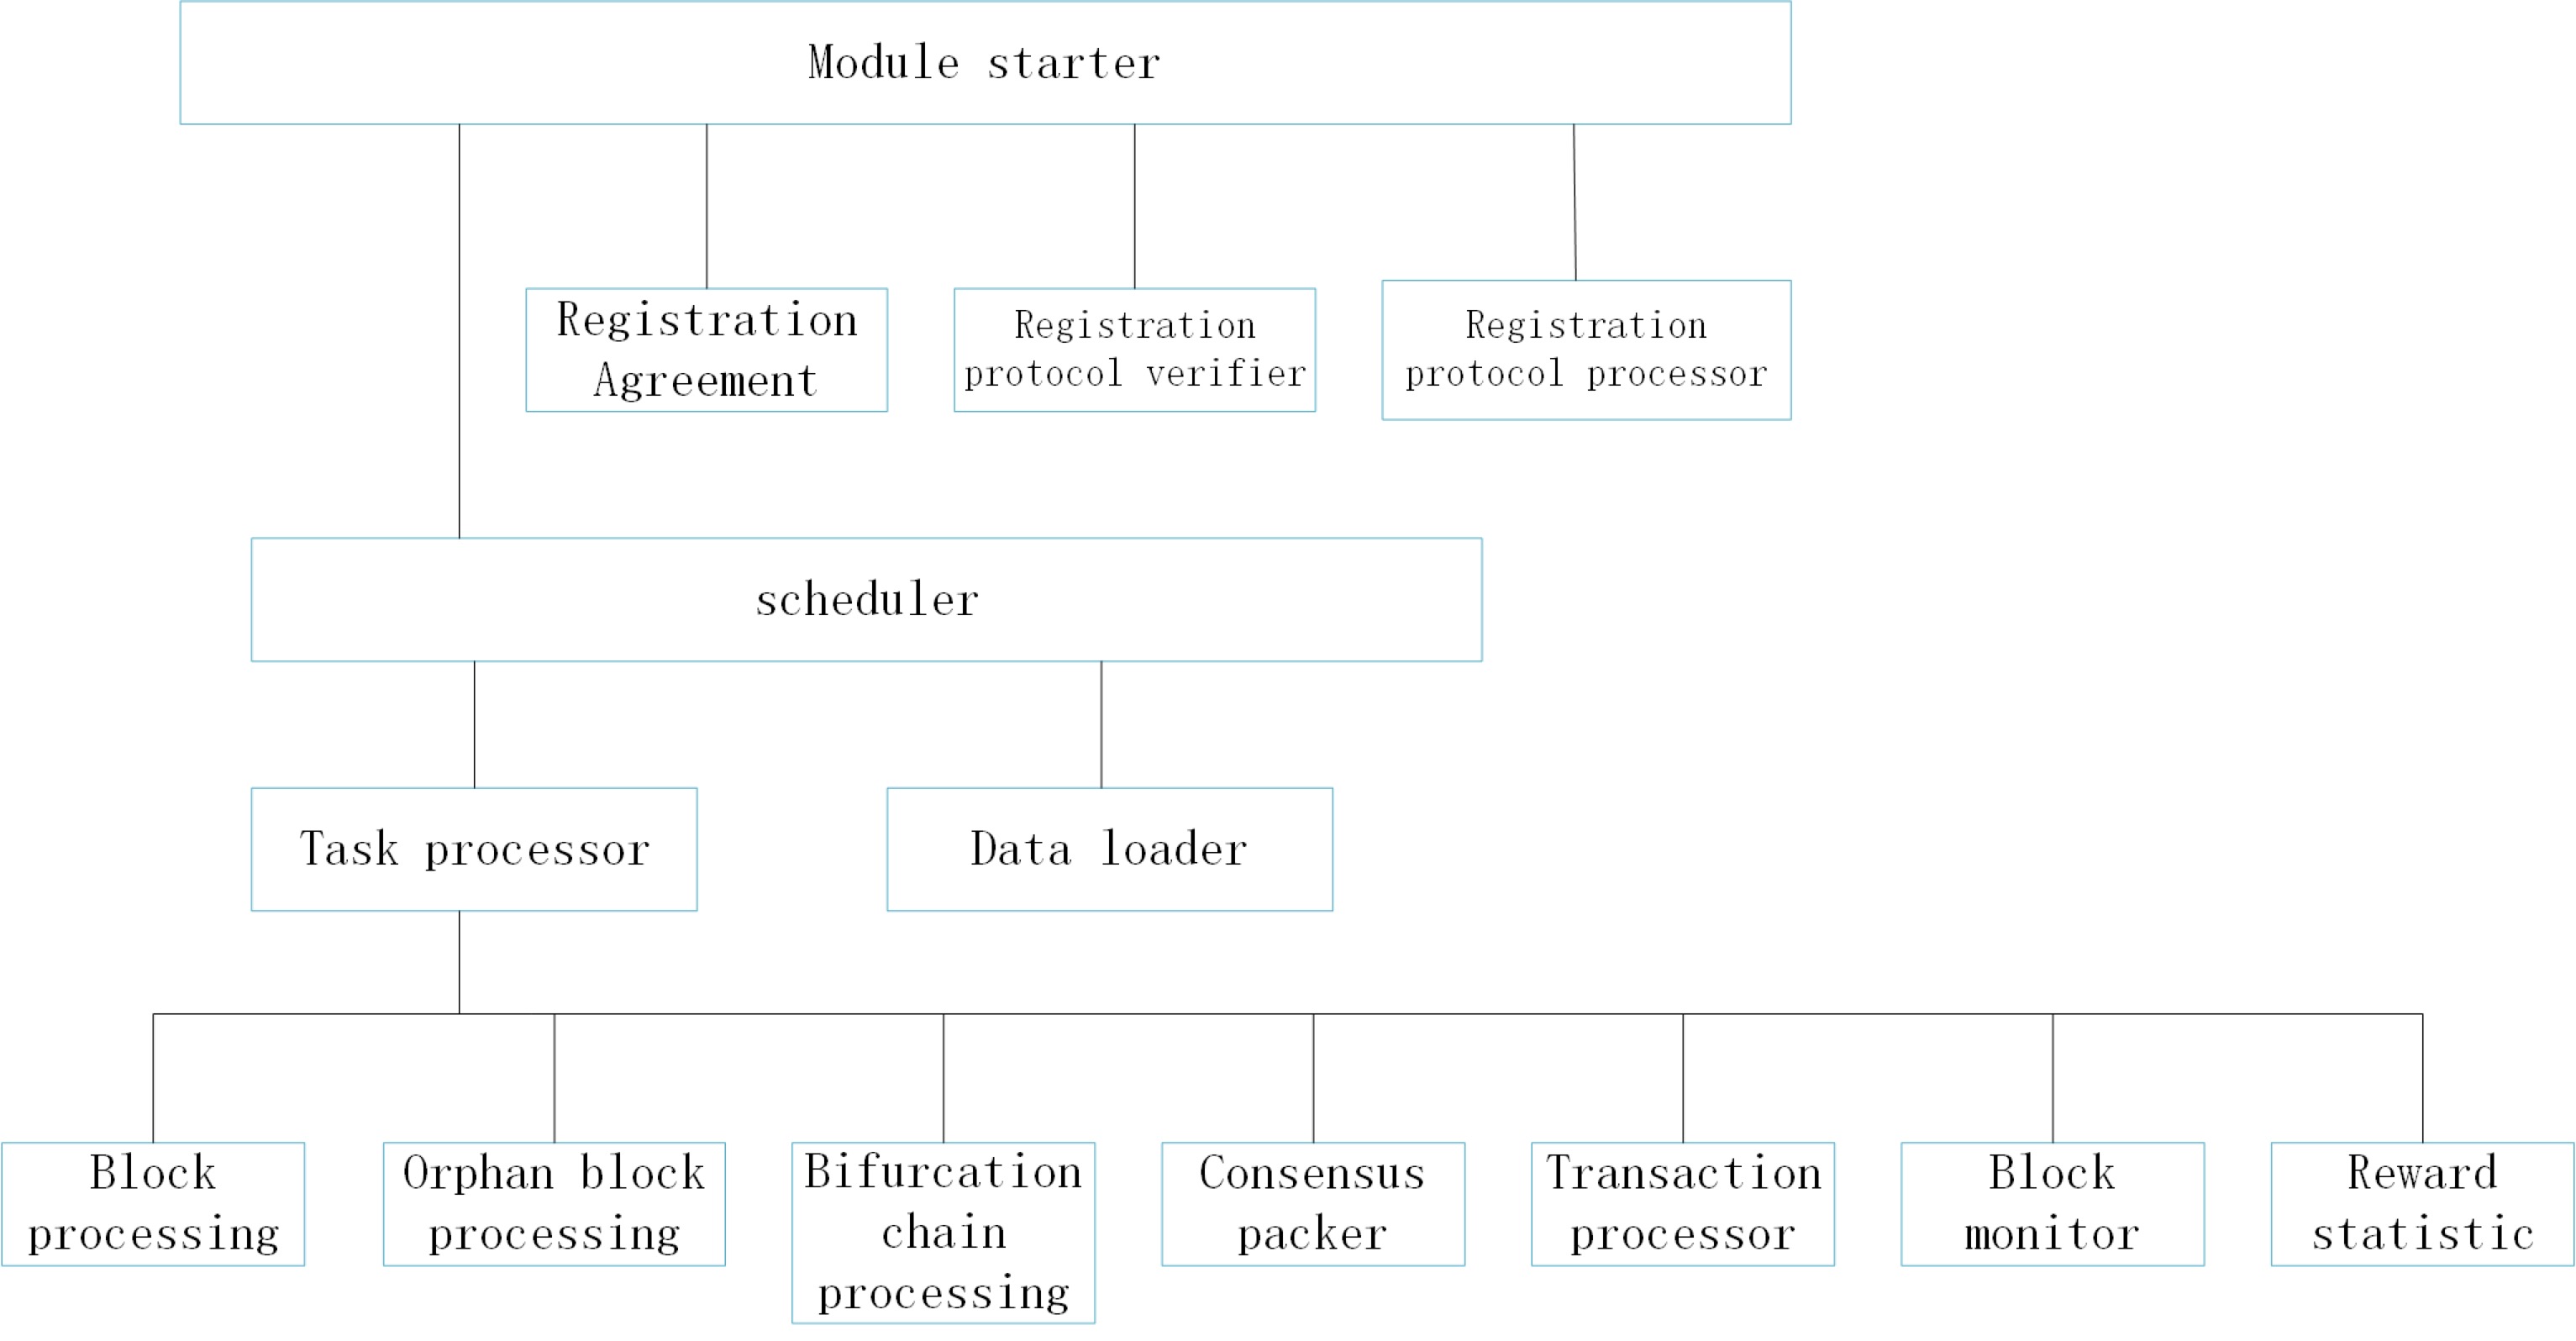 Module starter
Registration
Agreement
Registration
protocol verifier
Registration
protocol processor
scheduler
Task processor
Data loader
Block
processing
Orphan block
processing
Bifurcation
chain
processing
Consensus
packer
Transaction
processor
Block
monitor
Reward
statistic